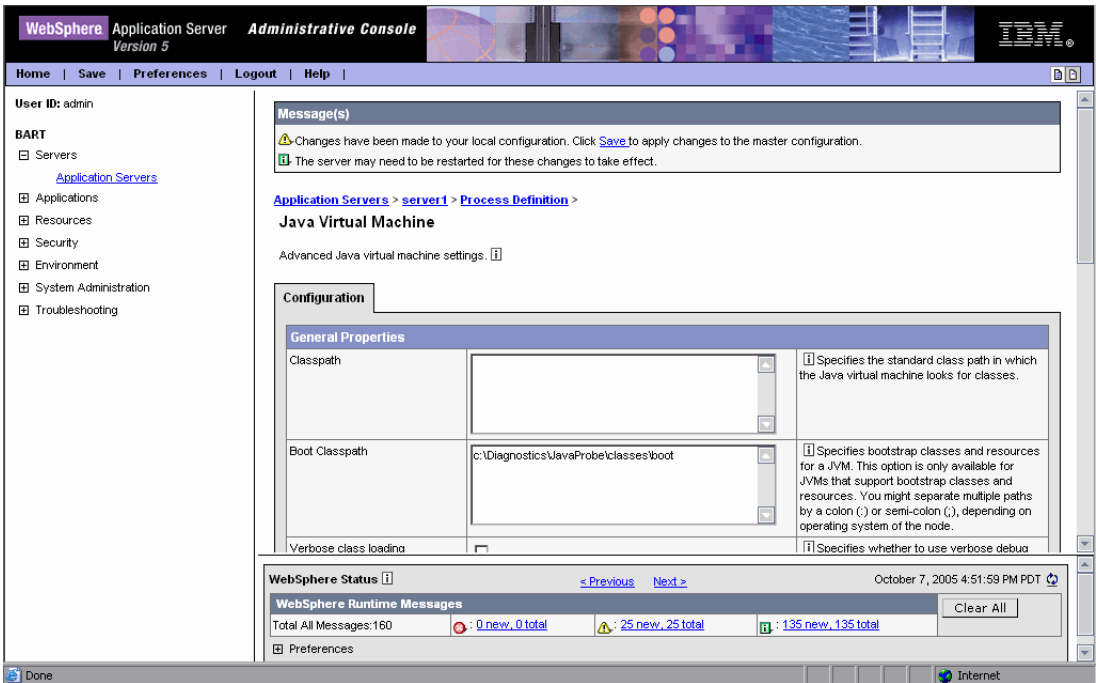 WebSphere Application Server Administrative Console
Version 5
IBM®
Home | Save | Preferences | Logout | Help |
User ID: admin
BART
Servers
Application Servers
Applications
Resources
Security
Environment
System Administration
Troubleshooting
Message(s)
Changes have been made to your local configuration. Click Save to apply changes to the master configuration.
The server may need to be restarted for these changes to take effect.
Application Servers > server1 > Process Definition >
Java Virtual Machine
Advanced Java virtual machine settings. i
Configuration
General Properties
Classpath
i Specifies the standard class path in which
the Java virtual machine looks for classes.
Boot Classpath
c:\Diagnostics\JavaProbe\classes\boot
i Specifies bootstrap classes and resources
for a JVM. This option is only available for
JVMs that support bootstrap classes and
resources. You might separate multiple paths
by a colon (:) or semi-colon (;), depending on
operating system of the node.
Verbose class loading
i Specifies whether to use verbose debug
WebSphere Status i
< Previous Next >
October 7, 2005 4:51:59 PM PDT
WebSphere Runtime Messages
Clear All
Total All Messages:160
: 0 new, 0 total
: 25 new, 25 total
: 135 new, 135 total
Preferences
Done
Internet